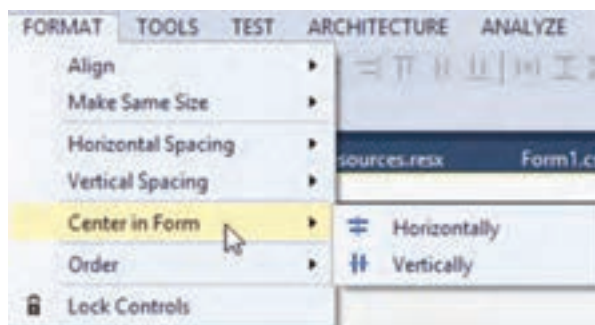 FORMAT TOOLS TEST ARCHITECTURE ANALYZE
Align
Make Same Size
Horizontal Spacing
sources.resx Form1.cs
Vertical Spacing
Center in Form
Horizontally
Order
Vertically
Lock Controls